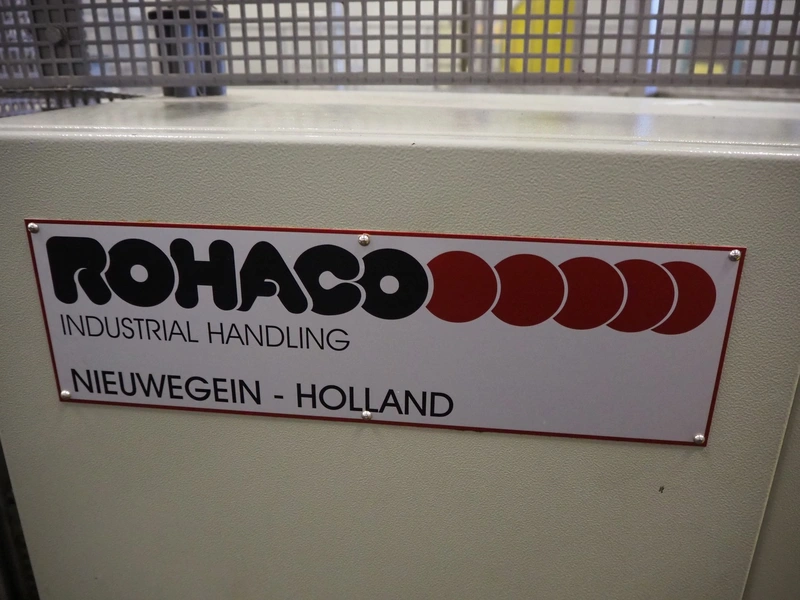 ROHACO
INDUSTRIAL HANDLING
NIEUWEGEIN - HOLLAND